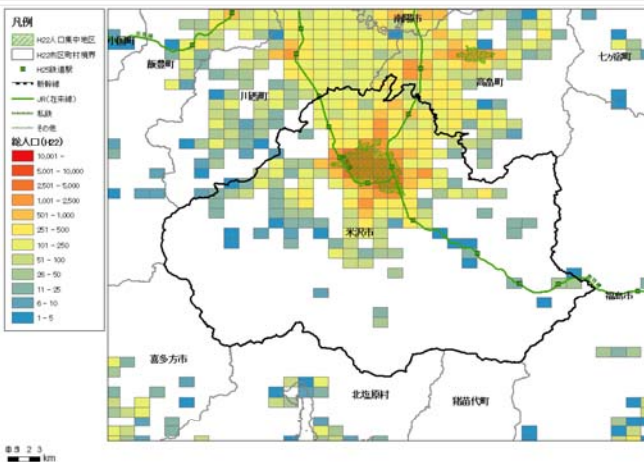 凡例
H22人口集中地区
H22市区町村境界
H25鉄道駅
新幹線
JR(在来線)
私鉄
その他
総人口(H22)
10,001 -
5,001 - 10,000
2,501 - 5,000
1,001 - 2,500
501 - 1,000
251 - 500
101 - 250
51 - 100
26 - 50
11 - 25
6 - 10
1 - 5
小国町
飯豊町
南陽市
七ヶ宿町
高畠町
川西町
米沢市
福島市
喜多方市
北塩原村
猪苗代町
2 3
km